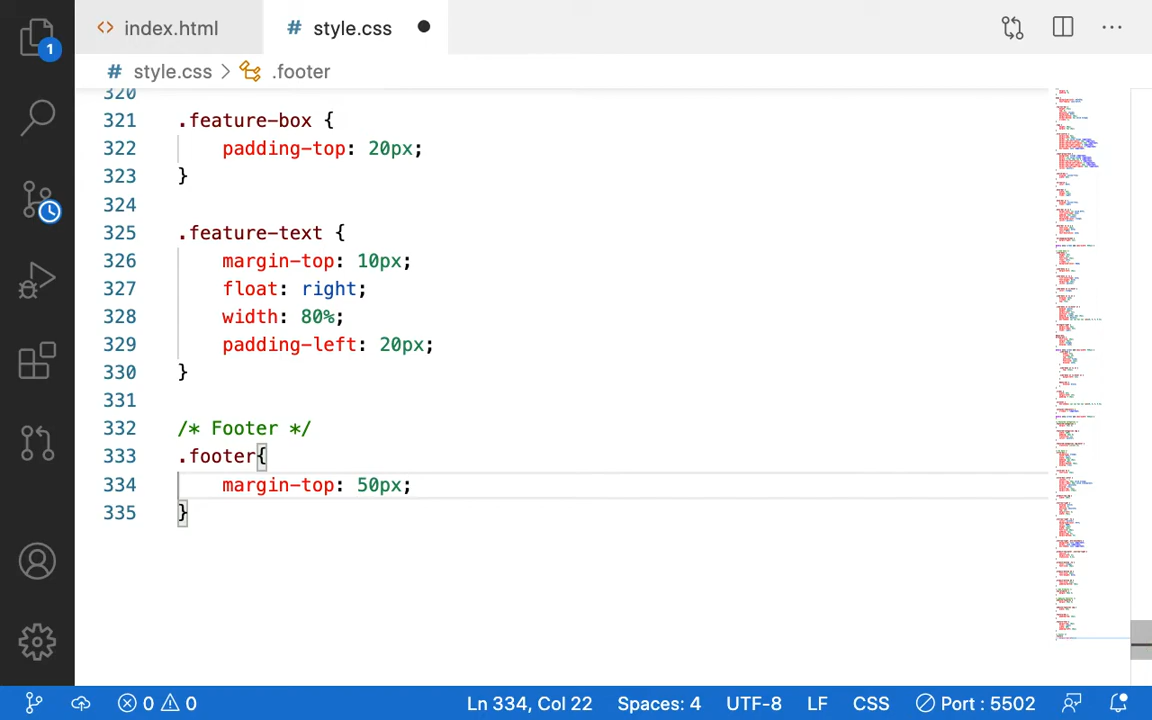 index.html
# style.css
# style.css > .footer
320
321 .feature-box {
322 padding-top: 20px;
323 }
324
325 .feature-text {
326 margin-top: 10px;
327 float: right;
328 width: 80%;
329 padding-left: 20px;
330 }
331
332 /* Footer */
333 .footer{
334 margin-top: 50px;
335 }
1
0 0 Ln 334, Col 22 Spaces: 4 UTF-8 LF CSS Port : 5502